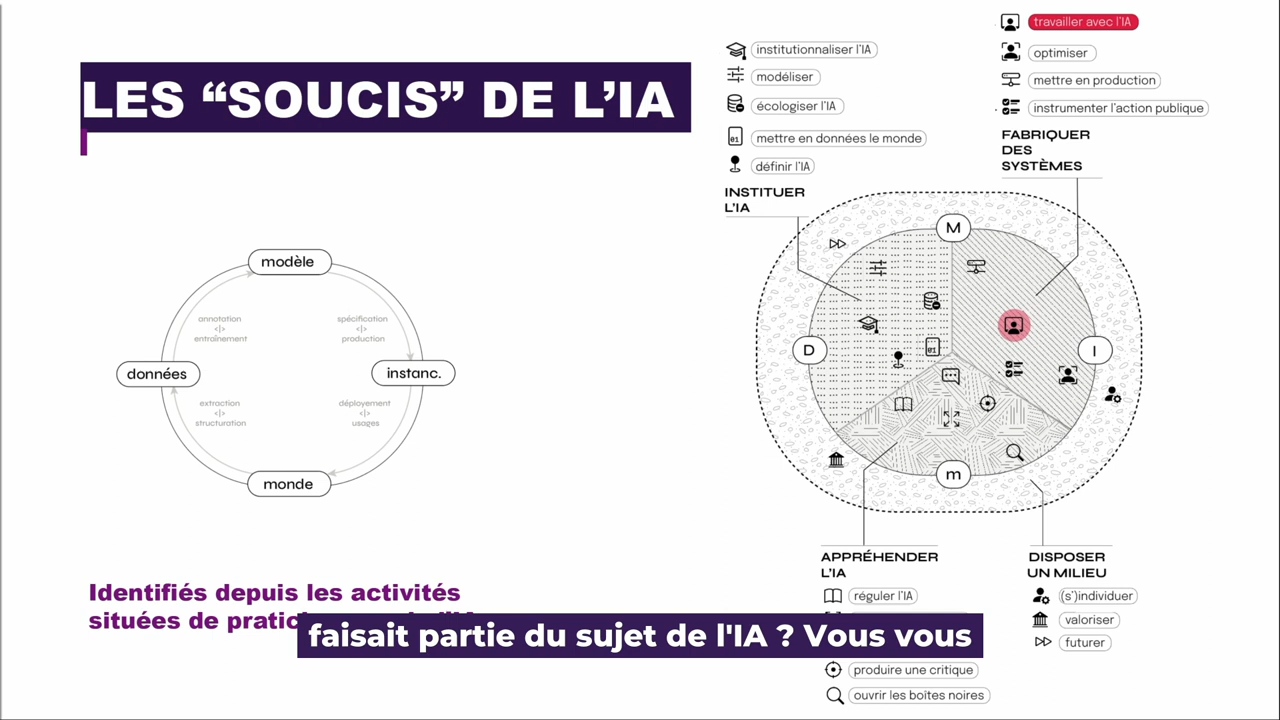 LES “SOUCIS” DE L’IA
modèle
annotation
<|>
entraînement
spécification
<|>
production
données
instanc.
extraction
<|>
structuration
déployement
<|>
usages
monde
Identifiés depuis les activités
situées de
institutionnaliser l’IA
modéliser
écologiser l’IA
mettre en données le monde
définir l’IA
INSTITUER
L’IA
travailler avec l’IA
optimiser
mettre en production
instrumenter l’action publique
FABRIQUER
DES
SYSTÈMES
M
D
01
I
m
APPRÉHENDER
L’IA
réguler l’IA
produire une critique
ouvrir les boîtes noires
DISPOSER
UN MILIEU
(s’)individuer
valoriser
futurer
faisait partie du sujet de l'IA ? Vous vous